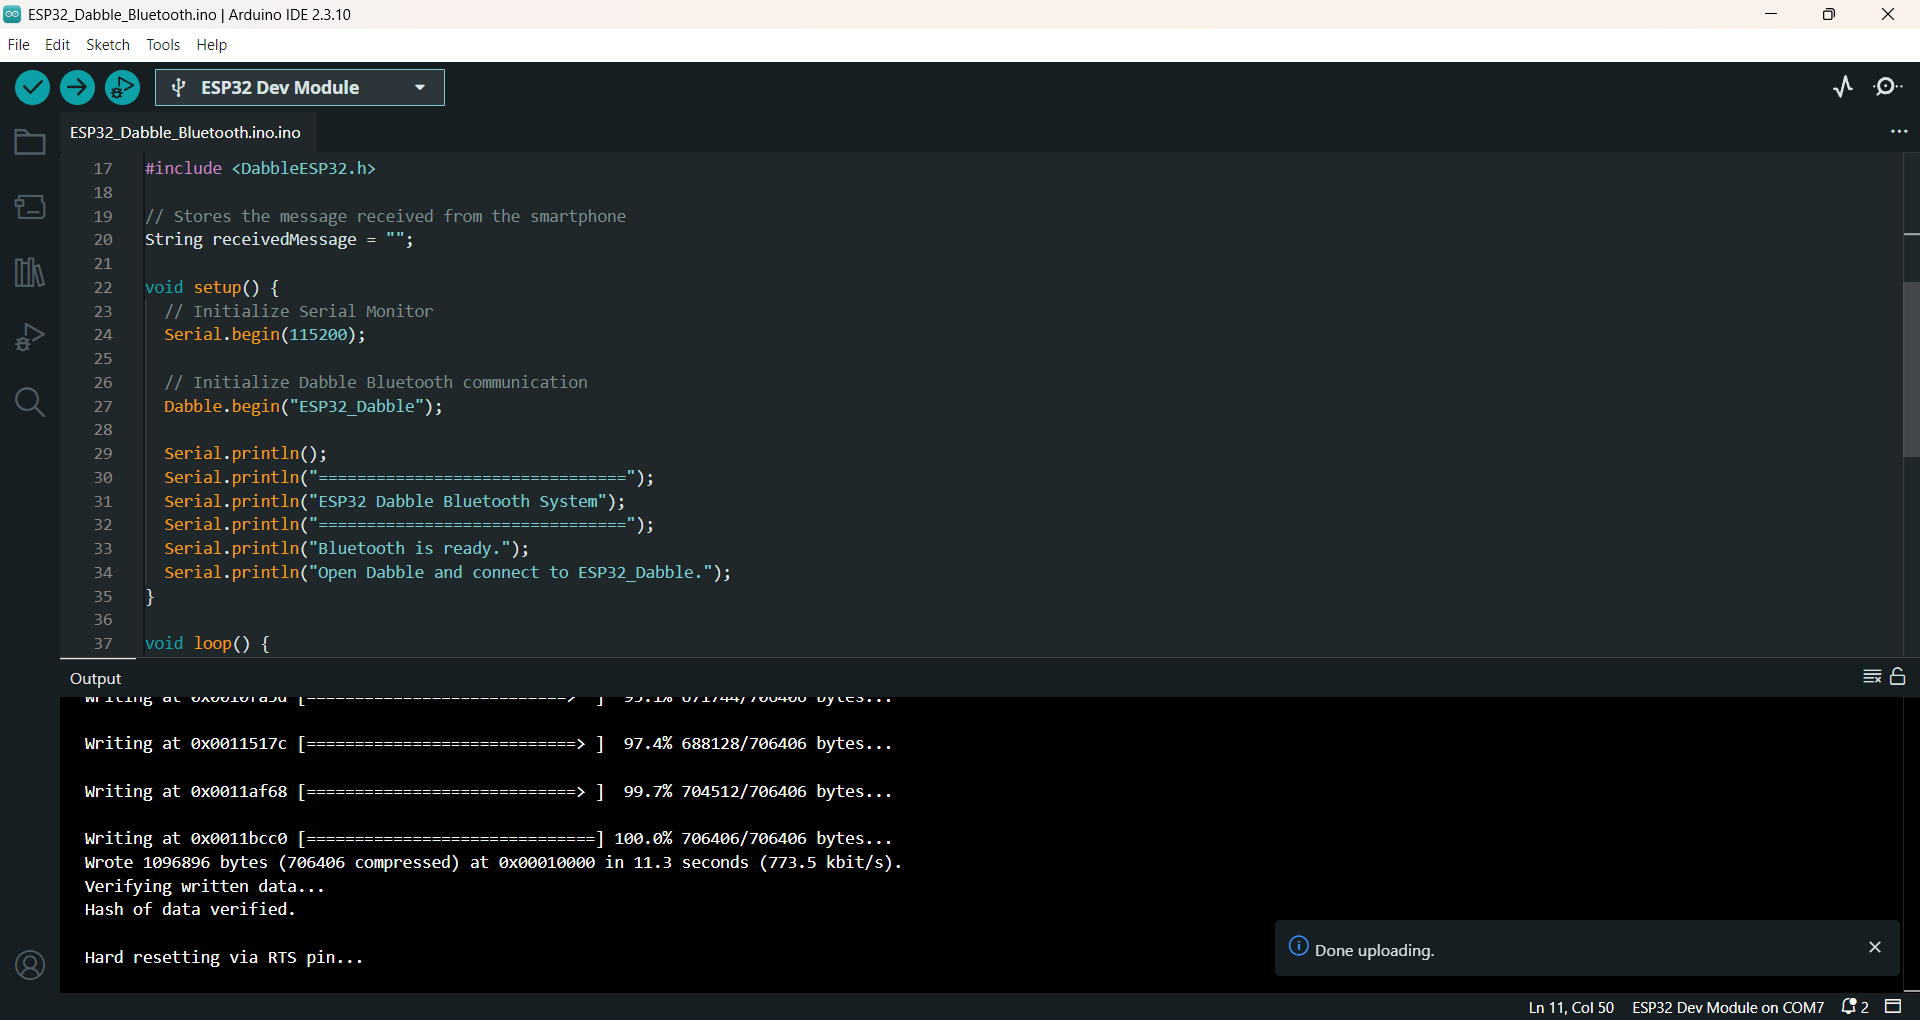 ESP32_Dabble_Bluetooth.ino | Arduino IDE 2.3.10
File Edit Sketch Tools Help
ESP32 Dev Module
ESP32_Dabble_Bluetooth.ino.ino
17 #include <DabbleESP32.h>
18
19 // Stores the message received from the smartphone
20 String receivedMessage = "";
21
22 void setup() {
23 // Initialize Serial Monitor
24 Serial.begin(115200);
25
26 // Initialize Dabble Bluetooth communication
27 Dabble.begin("ESP32_Dabble");
28
29 Serial.println();
30 Serial.println("================================");
31 Serial.println("ESP32 Dabble Bluetooth System");
32 Serial.println("================================");
33 Serial.println("Bluetooth is ready.");
34 Serial.println("Open Dabble and connect to ESP32_Dabble.");
35 }
36
37 void loop() {
Output
Writing at [===========================> ] 95.1% 671744/706406 bytes...
Writing at 0x0011517c [============================> ] 97.4% 688128/706406 bytes...
Writing at 0x0011af68 [============================> ] 99.7% 704512/706406 bytes...
Writing at 0x0011bcc0 [==============================] 100.0% 706406/706406 bytes...
Wrote 1096896 bytes (706406 compressed) at 0x00010000 in 11.3 seconds (773.5 kbit/s).
Verifying written data...
Hash of data verified.
Hard resetting via RTS pin...
Done uploading.
Ln 11, Col 50 ESP32 Dev Module on COM7 2